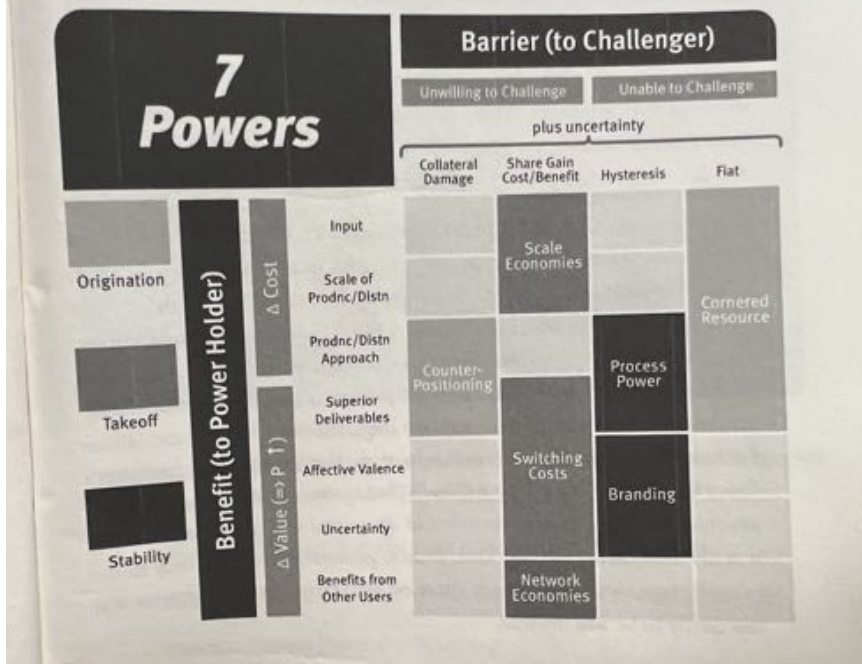 7
Powers
Barrier (to Challenger)
Unwilling to Challenge
Unable to Challenge
plus uncertainty
Collateral
Damage
Share Gain
Cost/Benefit
Hysteresis
Fiat
Origination
Takeoff
Stability
Benefit (to Power Holder)
Δ Cost
Δ Value (=> P ↑)
Input
Scale of
Prodnc/Distn
Prodnc/Distn
Approach
Superior
Deliverables
Affective Valence
Uncertainty
Benefits from
Other Users
Scale
Economies
Cornered
Resource
Counter-
Positioning
Process
Power
Switching
Costs
Branding
Network
Economies